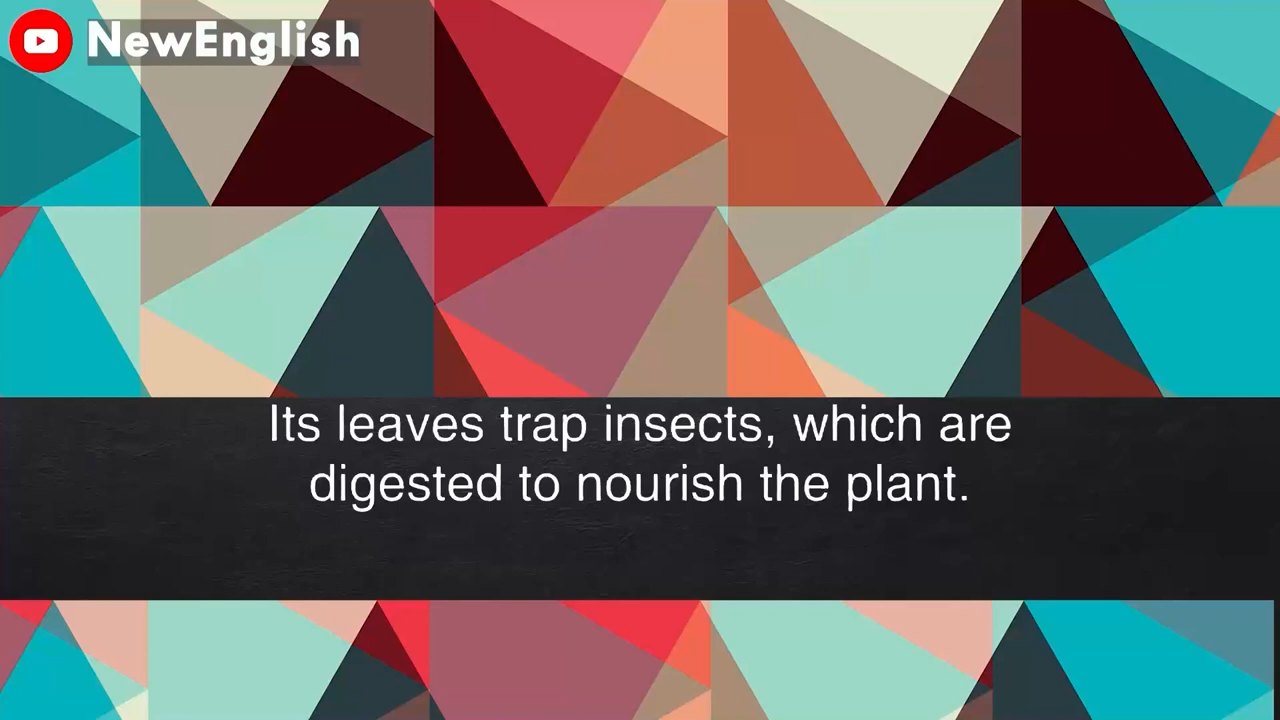 NewEnglish
Its leaves trap insects, which are
digested to nourish the plant.